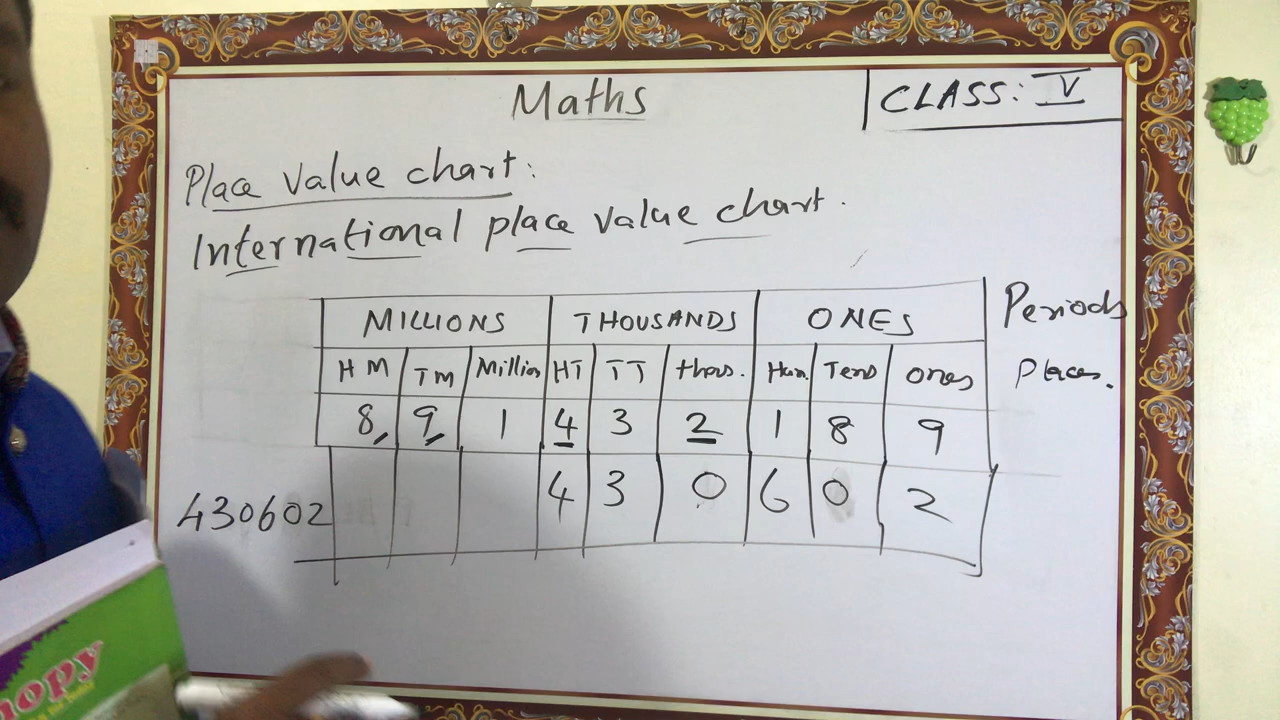 Maths
CLASS: V
Place Value chart:
International place value chart.
MILLIONS THOUSANDS ONES Periods
HM TM Million HT TT thous. Hun. Tens ones Places.
8 9 1 4 3 2 1 8 9
430602 4 3 0 6 0 2